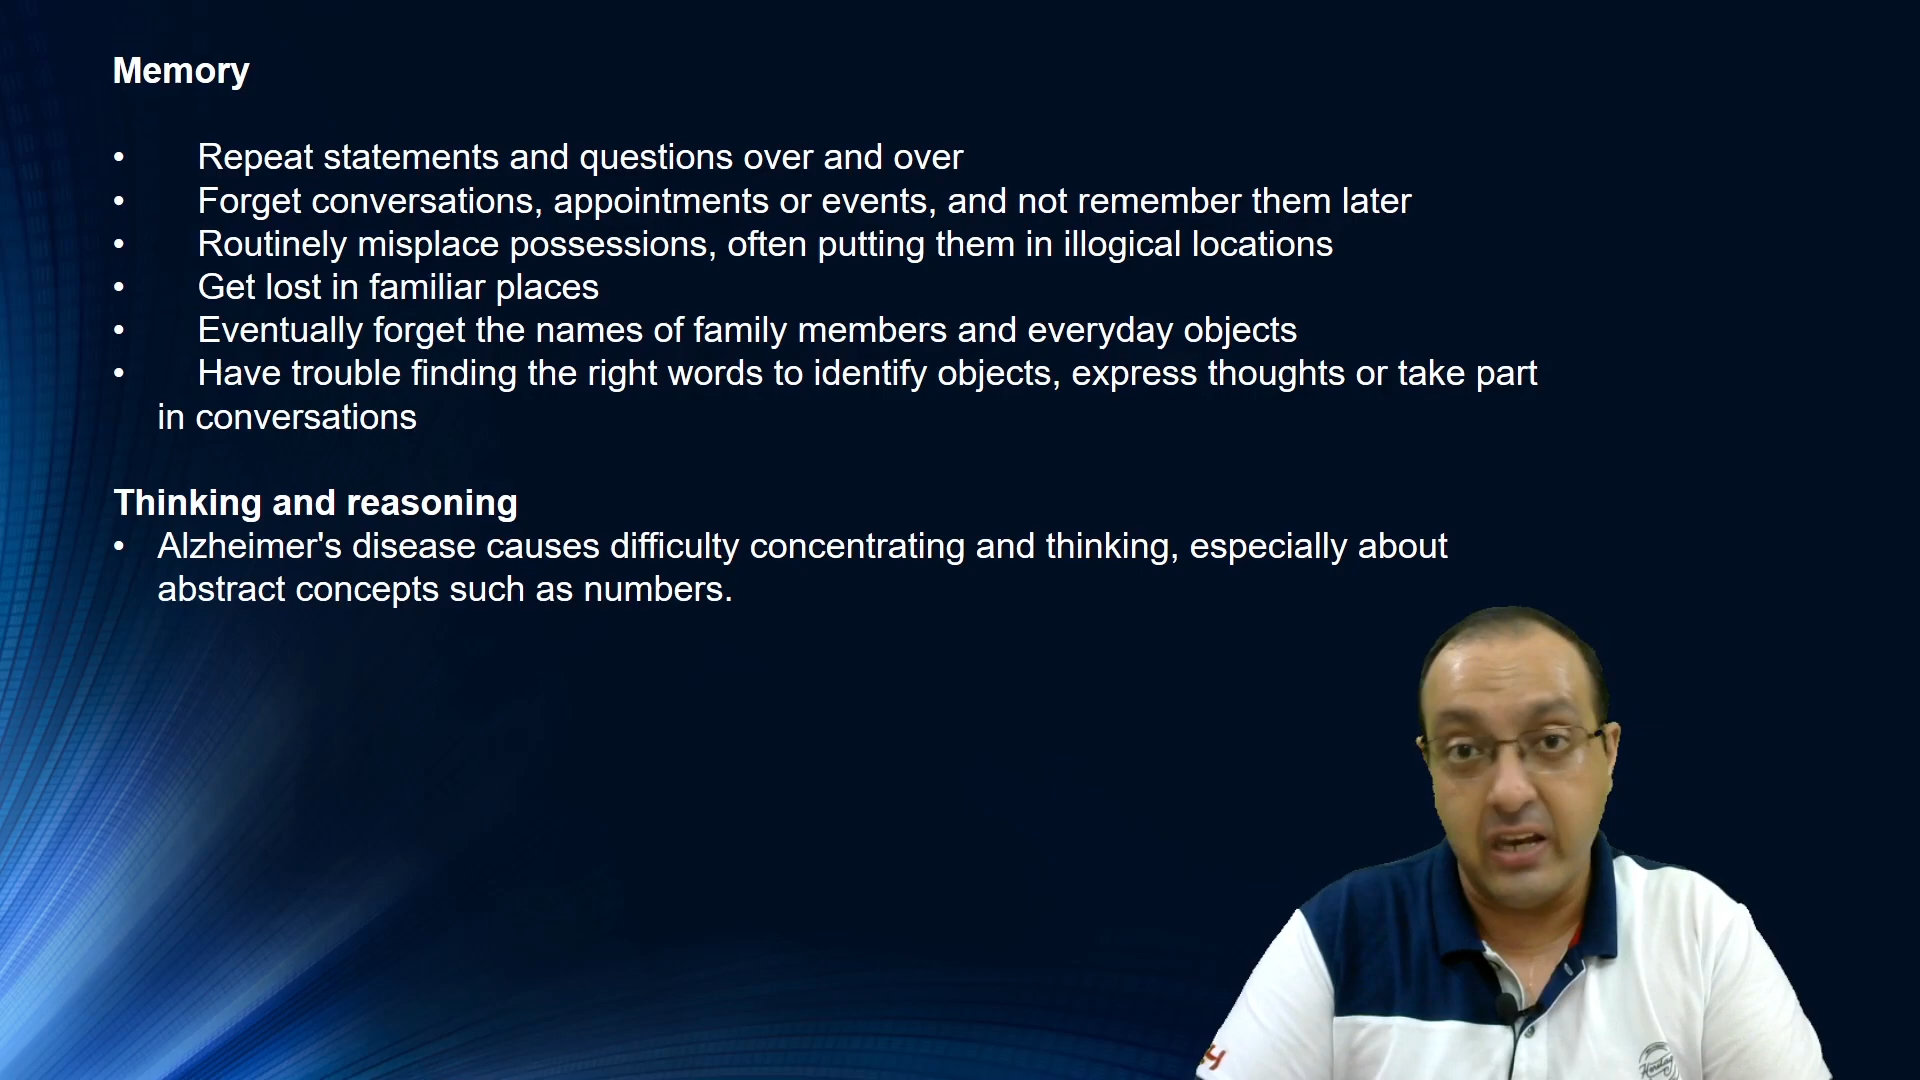 Memory
• Repeat statements and questions over and over
• Forget conversations, appointments or events, and not remember them later
• Routinely misplace possessions, often putting them in illogical locations
• Get lost in familiar places
• Eventually forget the names of family members and everyday objects
• Have trouble finding the right words to identify objects, express thoughts or take part
in conversations
Thinking and reasoning
• Alzheimer's disease causes difficulty concentrating and thinking, especially about
abstract concepts such as numbers.